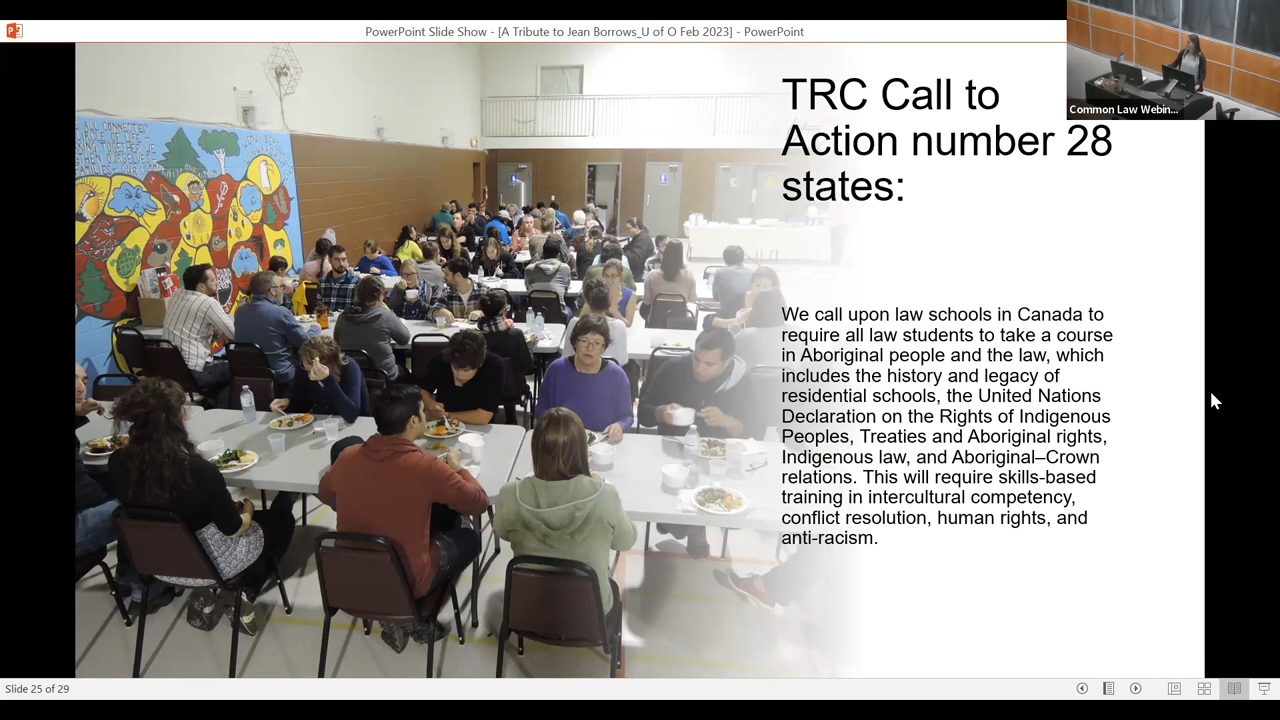 PowerPoint Slide Show - [A Tribute to Jean Borrows_U of O Feb 2023] - PowerPoint
Common Law Webin...
TRC Call to
Action number 28
states:
ALL CONNECTED
We call upon law schools in Canada to
require all law students to take a course
in Aboriginal people and the law, which
includes the history and legacy of
residential schools, the United Nations
Declaration on the Rights of Indigenous
Peoples, Treaties and Aboriginal rights,
Indigenous law, and Aboriginal–Crown
relations. This will require skills-based
training in intercultural competency,
conflict resolution, human rights, and
anti-racism.
Slide 25 of 29